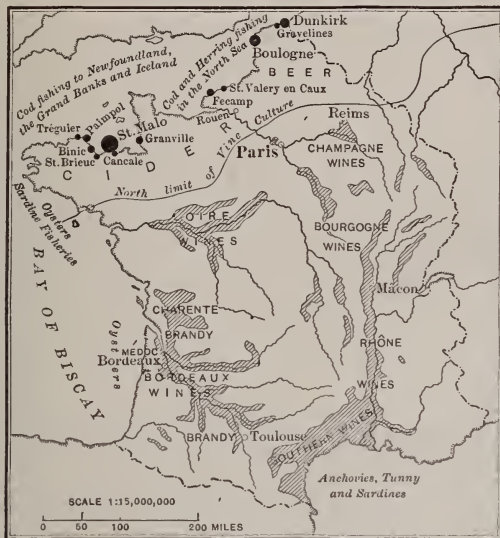 Dunkirk
Gravelines
Boulogne
Cod and Herring fishing
in the North Sea
Cod fishing to Newfoundland,
the Grand Banks and Iceland
BEER
St. Valery en Caux
Fecamp
Rouen
Reims
Paimpol
Tréguier
St. Malo
Granville
Binic
St. Brieuc
Cancale
CIDER
Paris
CHAMPAGNE
WINES
North limit of Vine Culture
Oysters
Sardine Fisheries
LOIRE
WINES
BOURGOGNE
WINES
BAY OF BISCAY
Macon
CHARENTE
BRANDY
Oysters
MEDOC
Bordeaux
BORDEAUX
WINES
RHÔNE
WINES
BRANDY
Toulouse
SOUTHERN WINES
Anchovies, Tunny
and Sardines
SCALE 1:15,000,000
0 50 100 200 MILES